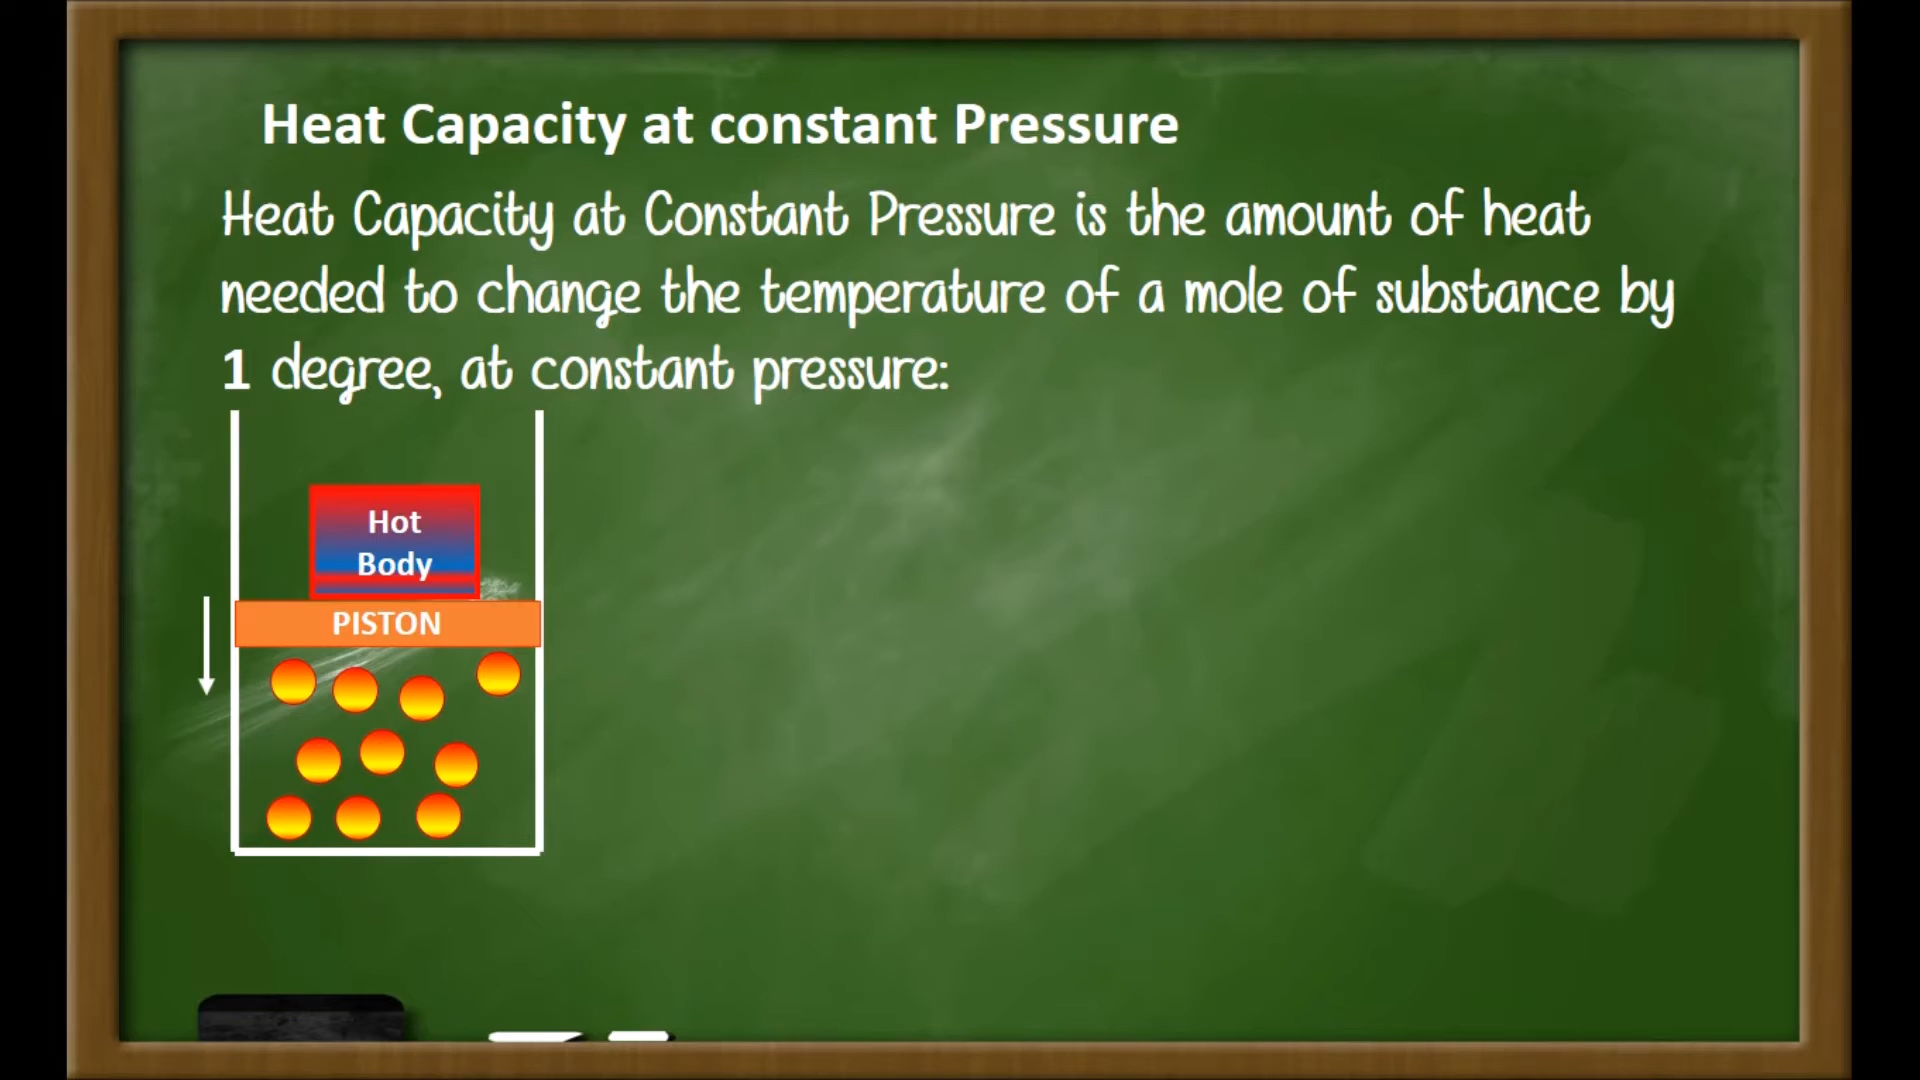 Heat Capacity at constant Pressure
Heat Capacity at Constant Pressure is the amount of heat
needed to change the temperature of a mole of substance by
1 degree, at constant pressure:
Hot
Body
PISTON